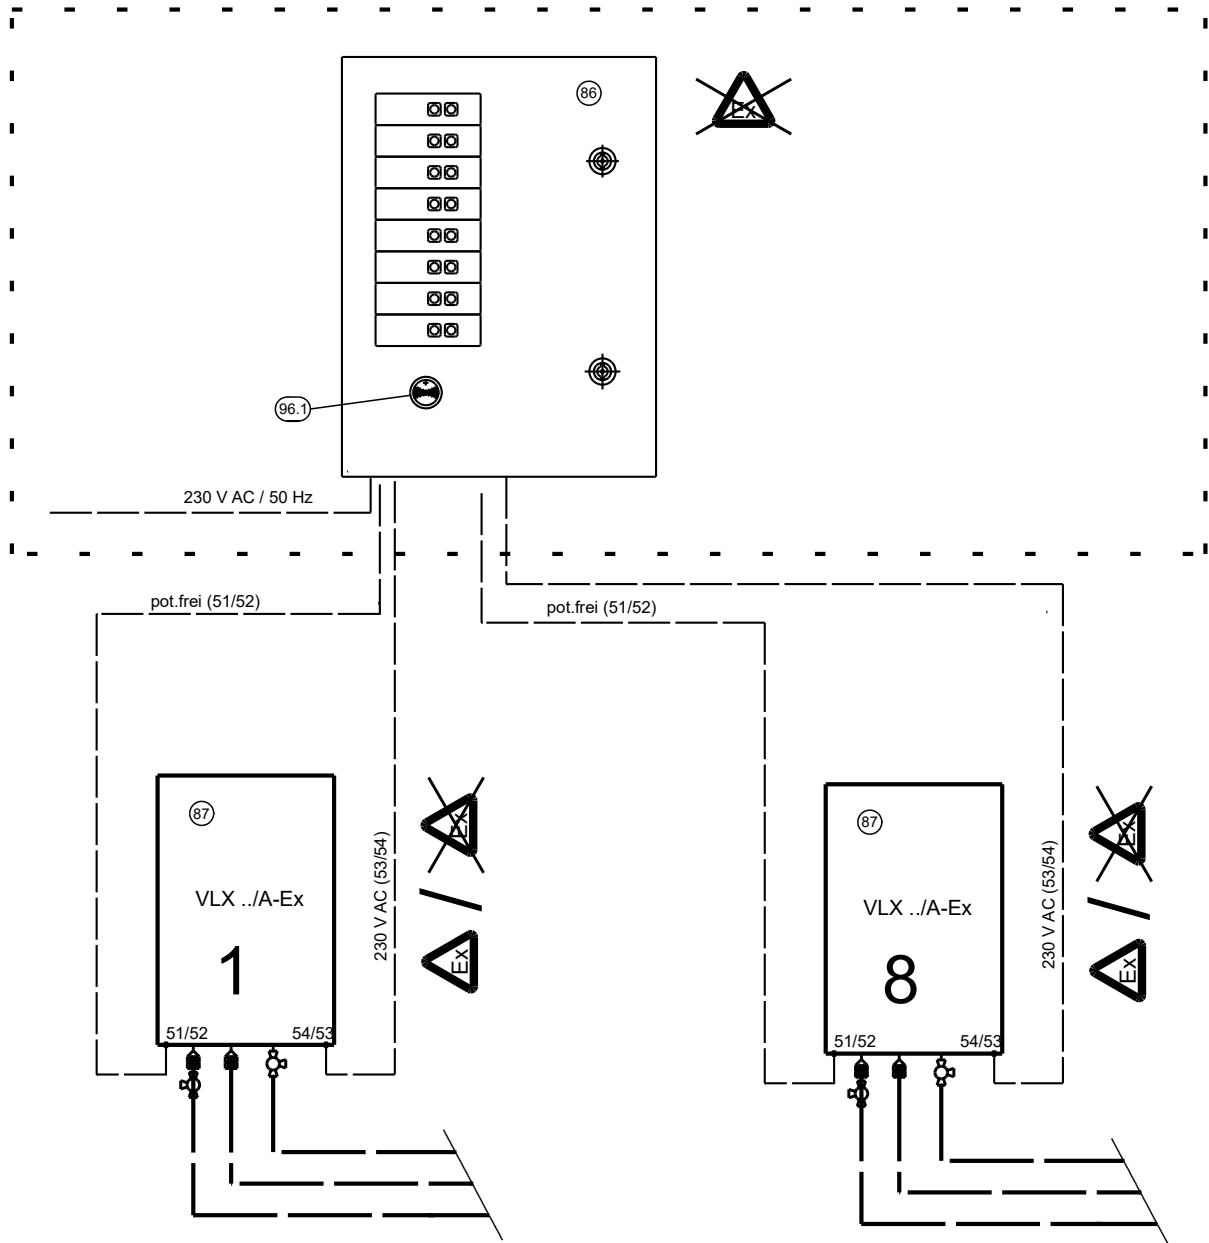 86
Ex
96.1
230 V AC / 50 Hz
pot.frei (51/52)
pot.frei (51/52)
87
VLX ../A-Ex
1
51/52
54/53
230 V AC (53/54)
Ex
/
Ex
87
VLX ../A-Ex
8
51/52
54/53
230 V AC (53/54)
Ex
/
Ex